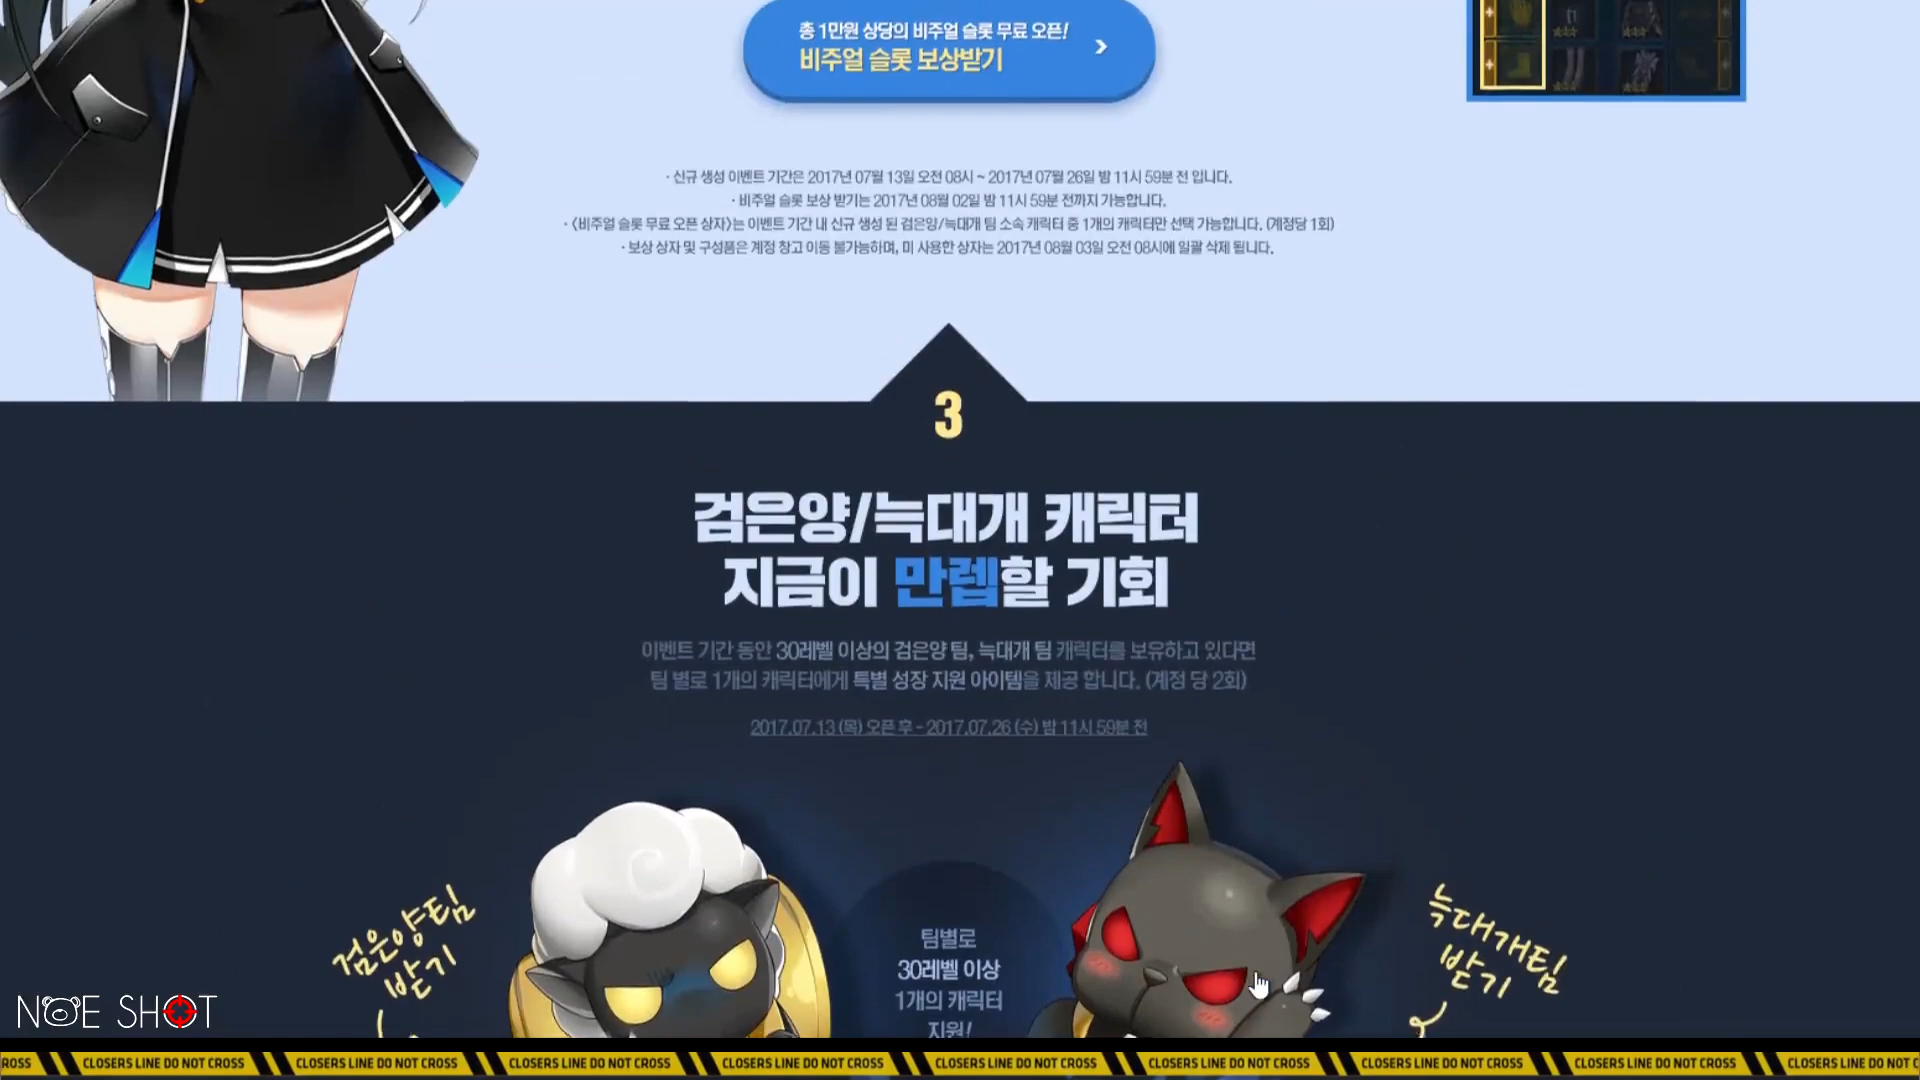 총 1만원 상당의 비주얼 슬롯 무료 오픈!
비주얼 슬롯 보상받기
· 신규 생성 이벤트 기간은 2017년 07월 13일 오전 08시 ~ 2017년 07월 26일 밤 11시 59분 전 입니다.
· 비주얼 슬롯 보상 받기는 2017년 08월 02일 밤 11시 59분 전까지 가능합니다.
· <비주얼 슬롯 무료 오픈 상자>는 이벤트 기간 내 신규 생성 된 검은양/늑대개 팀 소속 캐릭터 중 1개의 캐릭터만 선택 가능합니다. (계정당 1회)
· 보상 상자 및 구성품은 계정 창고 이동 불가능하며, 미 사용한 상자는 2017년 08월 03일 오전 08시에 일괄 삭제 됩니다.
3
검은양/늑대개 캐릭터
지금이 만렙할 기회
이벤트 기간 동안 30레벨 이상의 검은양 팀, 늑대개 팀 캐릭터를 보유하고 있다면
팀 별로 1개의 캐릭터에게 특별 성장 지원 아이템을 제공 합니다. (계정 당 2회)
2017.07.13 (목) 오픈 후 - 2017.07.26 (수) 밤 11시 59분 전
검은양팀
받기
팀별로
30레벨 이상
1개의 캐릭터
지원!
늑대개팀
받기
NOE SHOT
ROSS CLOSERS LINE DO NOT CROSS CLOSERS LINE DO NOT CROSS CLOSERS LINE DO NOT CROSS CLOSERS LINE DO NOT CROSS CLOSERS LINE DO NOT CROSS CLOSERS LINE DO NOT CROSS CLOSERS LINE DO NOT CROSS CLOSERS LINE DO NOT CROSS CLOSERS LINE DO NOT C